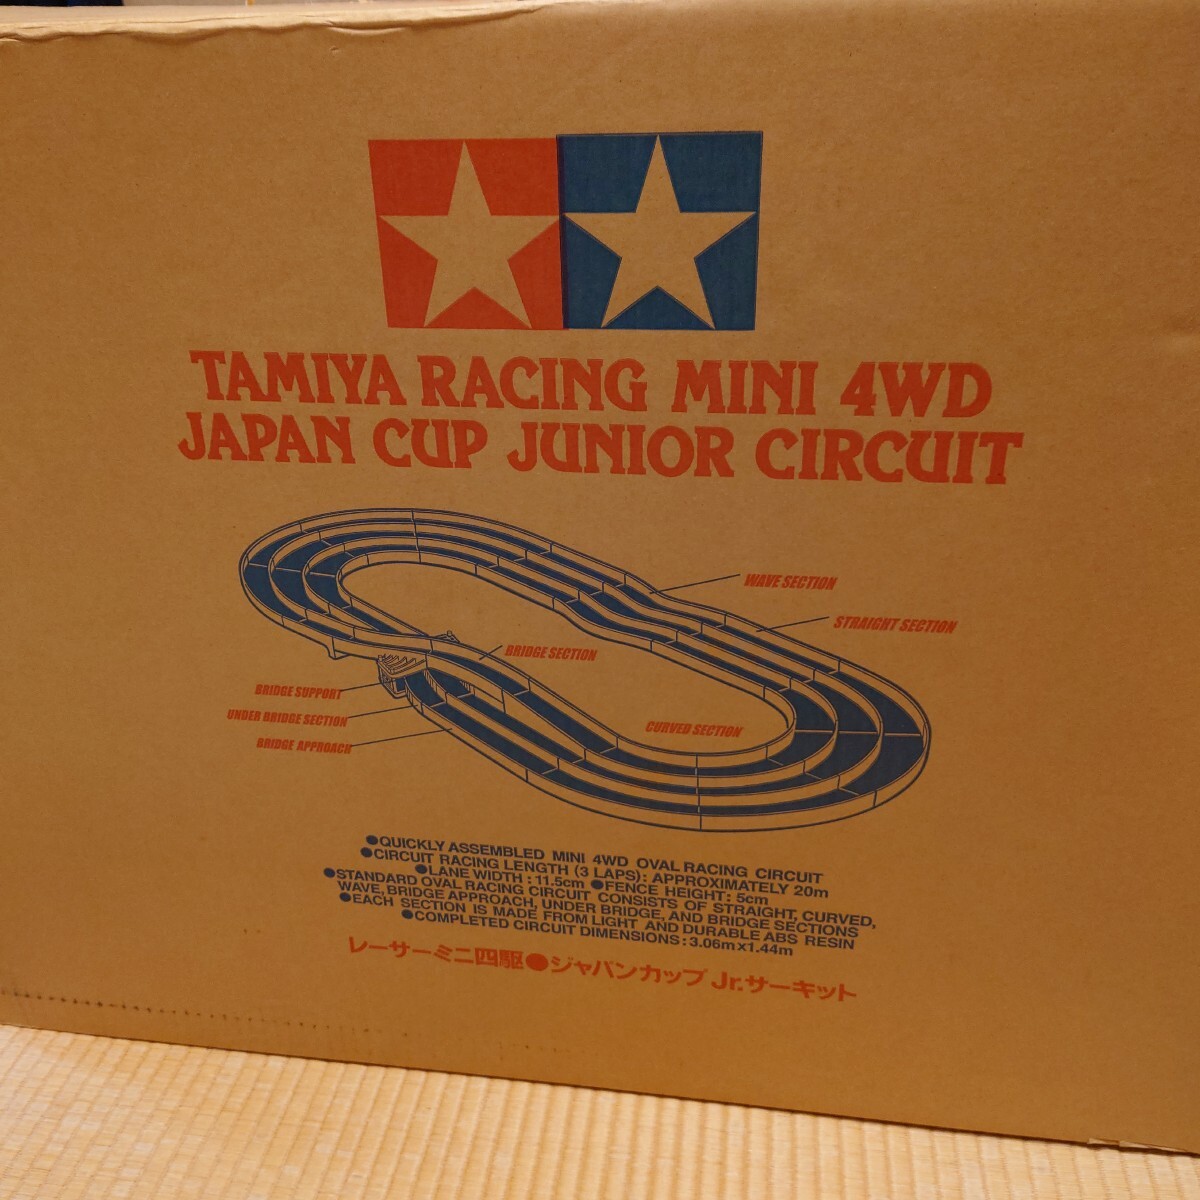 TAMIYA RACING MINI 4WD
JAPAN CUP JUNIOR CIRCUIT
WAVE SECTION
STRAIGHT SECTION
BRIDGE SECTION
BRIDGE SUPPORT
UNDER BRIDGE SECTION
BRIDGE APPROACH
CURVED SECTION
●QUICKLY ASSEMBLED MINI 4WD OVAL RACING CIRCUIT
●CIRCUIT RACING LENGTH (3 LAPS): APPROXIMATELY 20m
●LANE WIDTH : 11.5cm ●FENCE HEIGHT: 5cm
●STANDARD OVAL RACING CIRCUIT CONSISTS OF STRAIGHT, CURVED,
WAVE, BRIDGE APPROACH, UNDER BRIDGE, AND BRIDGE SECTIONS
●EACH SECTION IS MADE FROM LIGHT AND DURABLE ABS RESIN
●COMPLETED CIRCUIT DIMENSIONS : 3.06m×1.44m
レーサーミニ四駆●ジャパンカップ Jr.サーキット